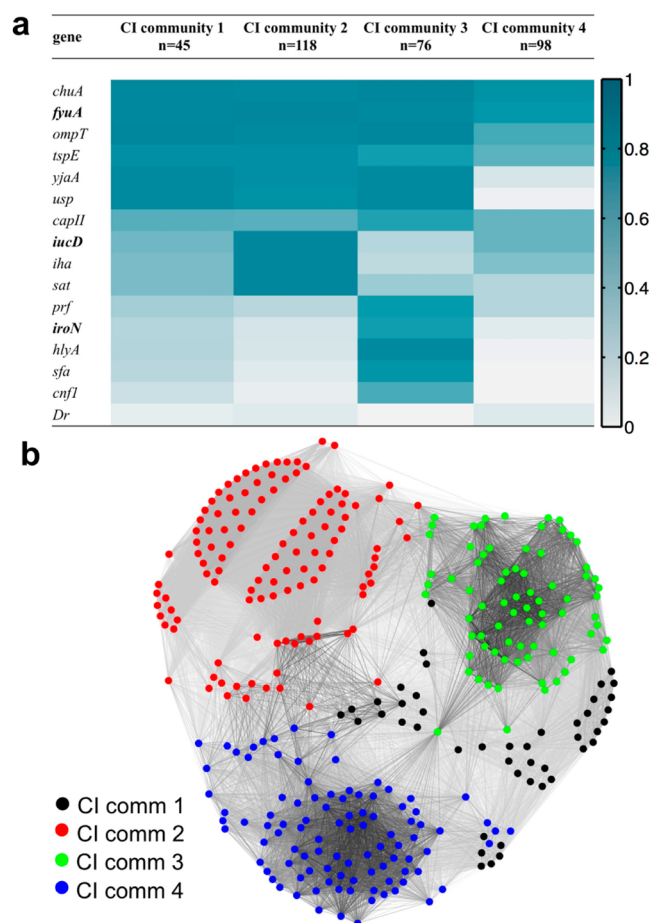 a
gene CI community 1 CI community 2 CI community 3 CI community 4
n=45 n=118 n=76 n=98
chuA
fyuA
ompT
tspE
yjaA
usp
capII
iucD
iha
sat
prf
iroN
hlyA
sfa
cnf1
Dr
1
0.8
0.6
0.4
0.2
0
b
CI comm 1
CI comm 2
CI comm 3
CI comm 4